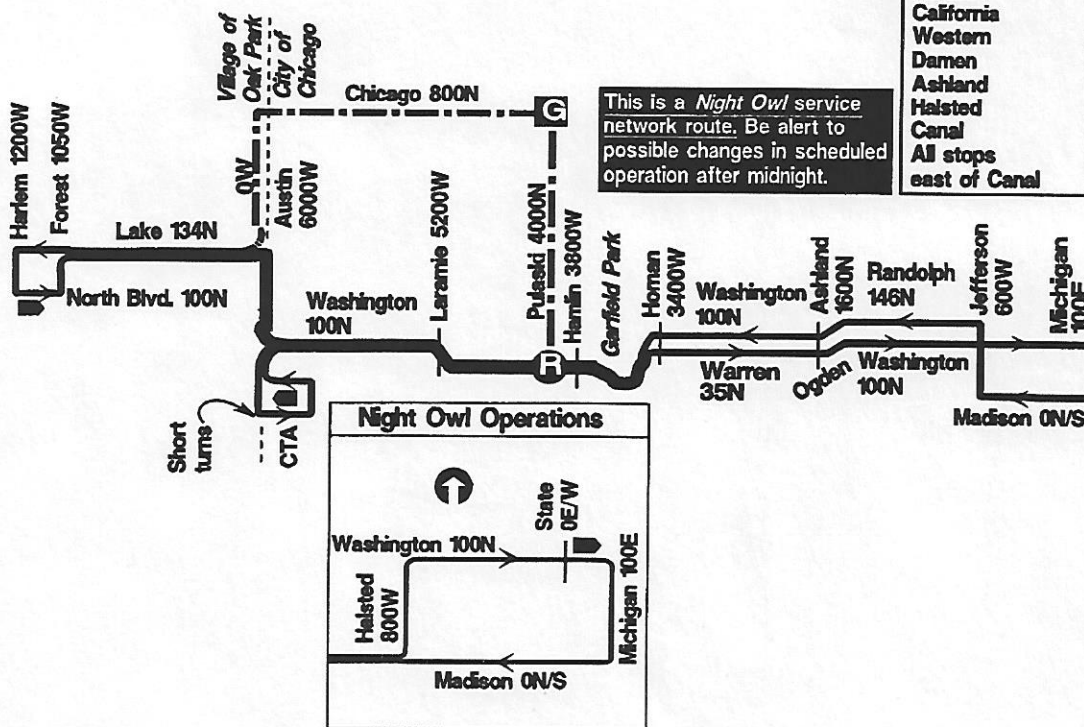 California
Western
Damen
Ashland
Halsted
Canal
All stops
east of Canal
This is a Night Owl service
network route. Be alert to
possible changes in scheduled
operation after midnight.
Village of
Oak Park
City of
Chicago
Chicago 800N
G
0W
Austin
6000W
Harlem 1200W
Forest 1050W
Lake 134N
North Blvd. 100N
Washington
100N
Laramie 5200W
Pulaski 4000N
R
Hamlin 3800W
Garfield Park
Homan
3400W
Washington
100N
Warren
35N
Ashland
1600N
Ogden
Randolph
146N
Washington
100N
Jefferson
600W
Michigan
100E
Madison 0N/S
Short
turns
CTA
Night Owl Operations
Washington 100N
State
0E/W
Halsted
800W
Michigan 100E
Madison 0N/S